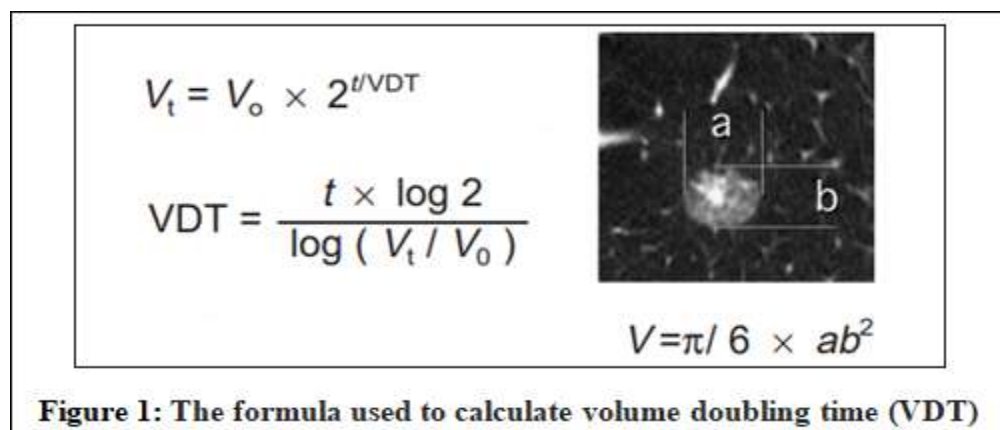 Vₜ = Vₒ × 2^(t/VDT)
VDT = t × log 2 / log ( Vₜ / V₀ )
a
b
V=π/ 6 × ab²
Figure 1: The formula used to calculate volume doubling time (VDT)